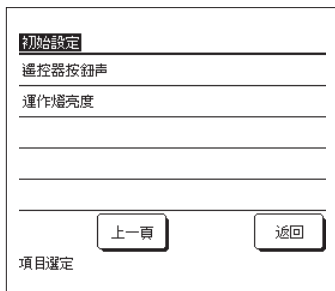 初始設定
遙控器按鈕声
運作燈亮度
上一頁
返回
項目選定